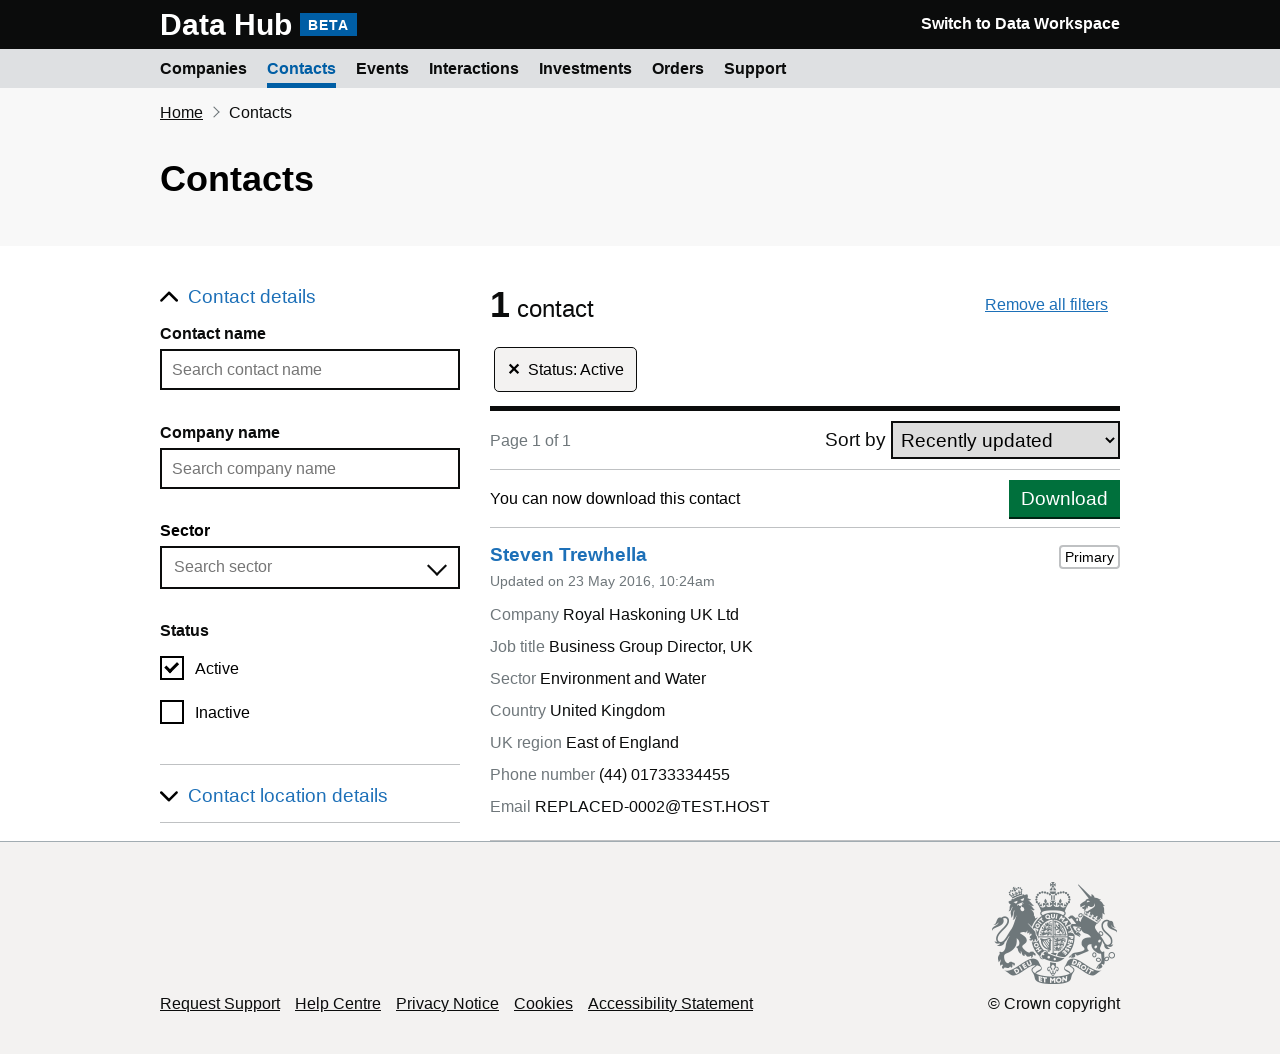 Data Hub BETA Switch to Data Workspace
Companies Contacts Events Interactions Investments Orders Support
Home Contacts
Contacts
Contact details
Contact name
Search contact name
Company name
Search company name
Sector
Search sector
Status
Active
Inactive
Contact location details
1 contact Remove all filters
✕ Status: Active
Page 1 of 1 Sort by Recently updated
You can now download this contact Download
Steven Trewhella Primary
Updated on 23 May 2016, 10:24am
Company Royal Haskoning UK Ltd
Job title Business Group Director, UK
Sector Environment and Water
Country United Kingdom
UK region East of England
Phone number (44) 01733334455
Email REPLACED-0002@TEST.HOST
Request Support Help Centre Privacy Notice Cookies Accessibility Statement © Crown copyright